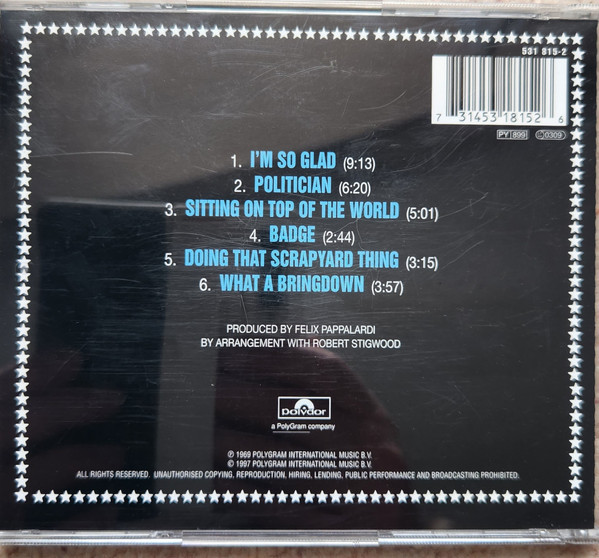 531 815-2
7 31453 18152 6
PY 899 0309
1. I'M SO GLAD (9:13)
2. POLITICIAN (6:20)
3. SITTING ON TOP OF THE WORLD (5:01)
4. BADGE (2:44)
5. DOING THAT SCRAPYARD THING (3:15)
6. WHAT A BRINGDOWN (3:57)
PRODUCED BY FELIX PAPPALARDI
BY ARRANGEMENT WITH ROBERT STIGWOOD
polydor
a PolyGram company
℗ 1969 POLYGRAM INTERNATIONAL MUSIC B.V.
© 1997 POLYGRAM INTERNATIONAL MUSIC B.V.
ALL RIGHTS RESERVED. UNAUTHORISED COPYING, REPRODUCTION, HIRING, LENDING, PUBLIC PERFORMANCE AND BROADCASTING PROHIBITED.